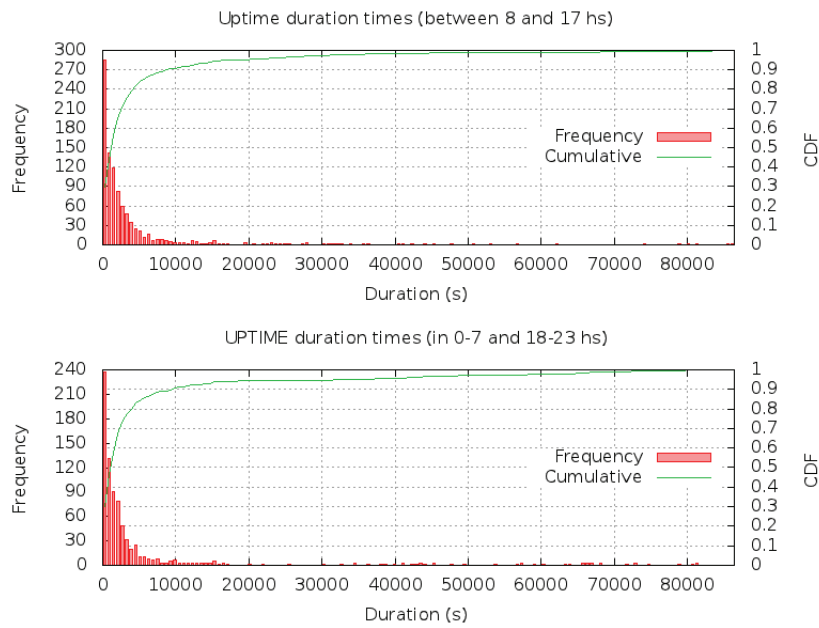 Uptime duration times (between 8 and 17 hs)
300 1
270 0.9
240 0.8
210 0.7
180 0.6
150 0.5
120 0.4
90 0.3
60 0.2
30 0.1
0 0
Frequency
CDF
Frequency
Cumulative
0 10000 20000 30000 40000 50000 60000 70000 80000
Duration (s)
UPTIME duration times (in 0-7 and 18-23 hs)
240 1
210 0.9
180 0.8
150 0.7
120 0.6
90 0.5
60 0.4
30 0.3
0 0.2
0.1
0
Frequency
CDF
Frequency
Cumulative
0 10000 20000 30000 40000 50000 60000 70000 80000
Duration (s)